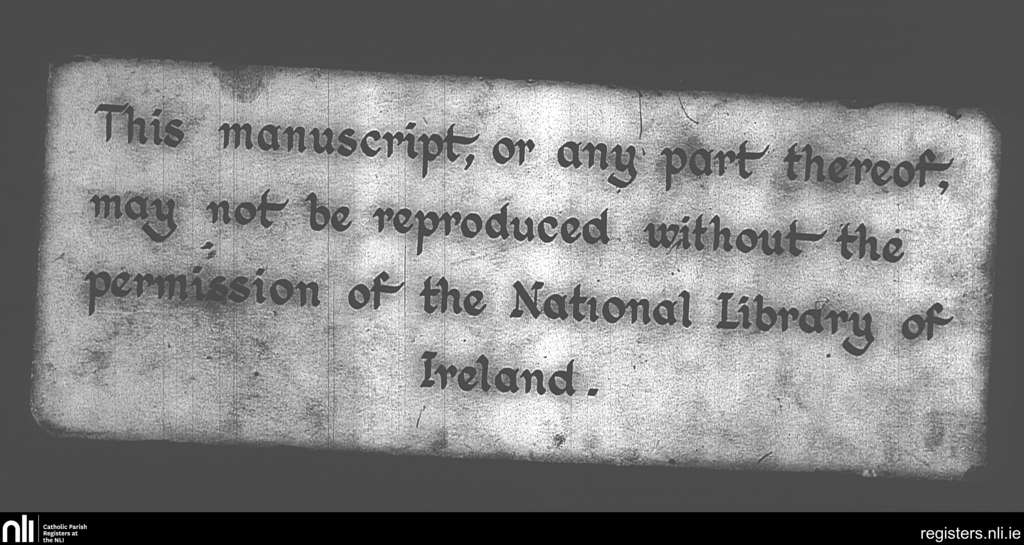 This manuscript, or any part thereof,
may not be reproduced without the
permission of the National Library of
Ireland.
nli
Catholic Parish
Registers at
the NLI
registers.nli.ie